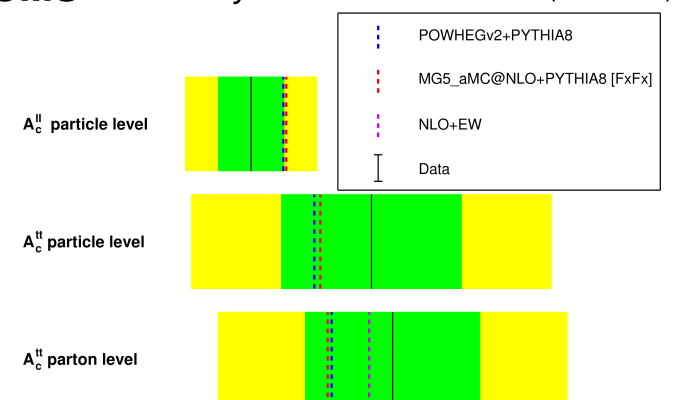 POWHEGv2+PYTHIA8
MG5_aMC@NLO+PYTHIA8 [FxFx]
NLO+EW
Data
A_c^ll particle level
A_c^tt particle level
A_c^tt parton level